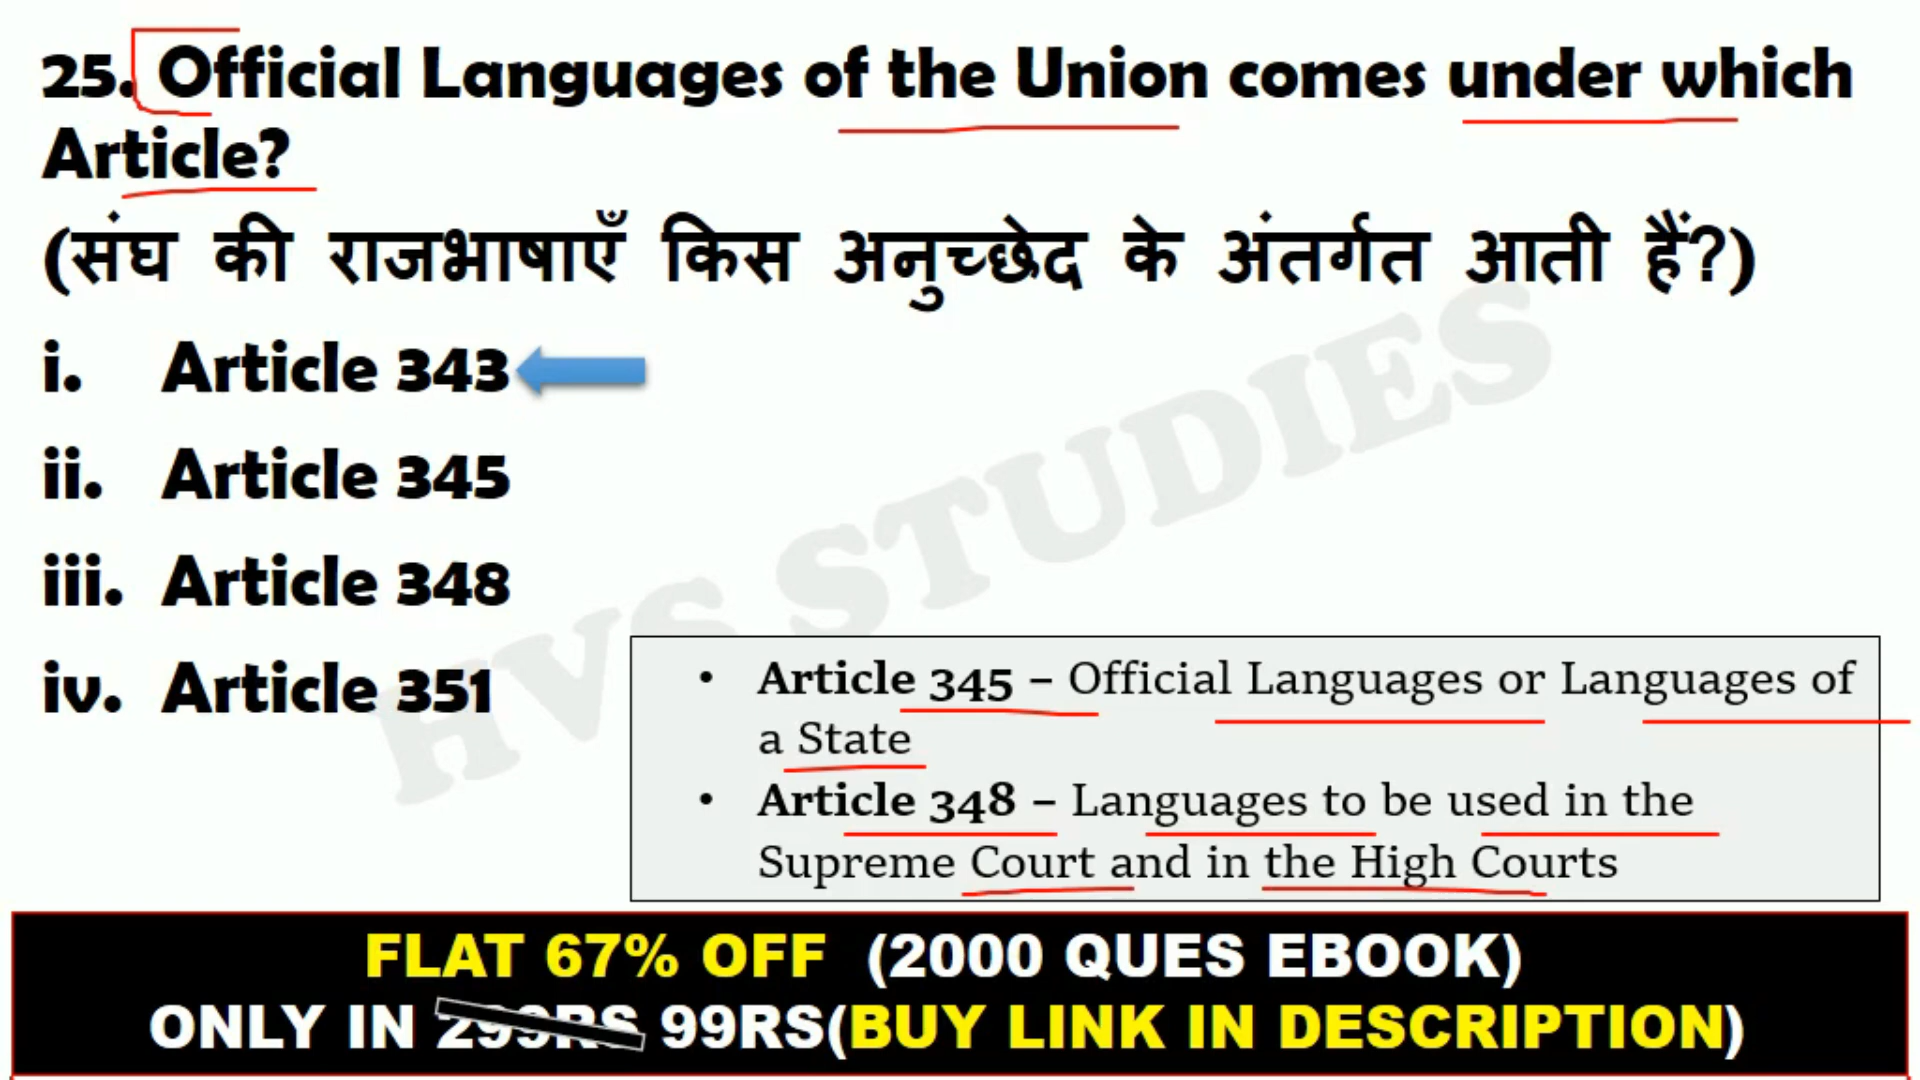 25. Official Languages of the Union comes under which
Article?
(संघ की राजभाषाएँ किस अनुच्छेद के अंतर्गत आती हैं?)
i. Article 343
ii. Article 345
iii. Article 348
iv. Article 351
HVS STUDIES
• Article 345 – Official Languages or Languages of
a State
• Article 348 – Languages to be used in the
Supreme Court and in the High Courts
FLAT 67% OFF (2000 QUES EBOOK)
ONLY IN 299RS 99RS(BUY LINK IN DESCRIPTION)